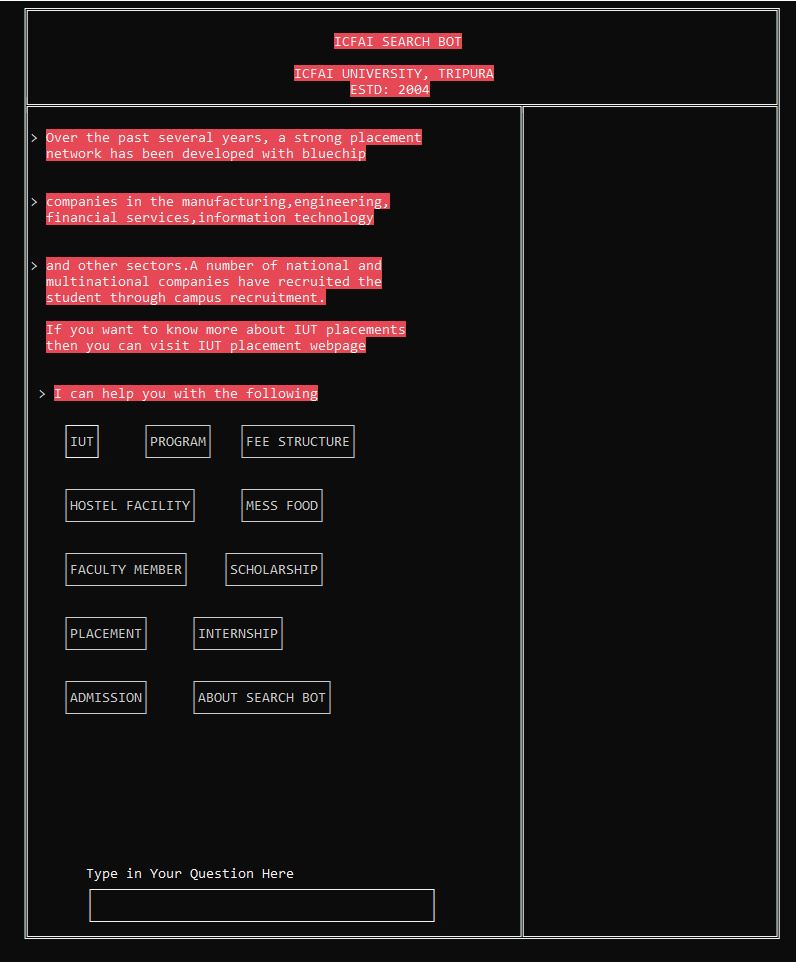 ICFAI SEARCH BOT
ICFAI UNIVERSITY, TRIPURA
ESTD: 2004
> Over the past several years, a strong placement
network has been developed with bluechip
> companies in the manufacturing,engineering,
financial services,information technology
> and other sectors.A number of national and
multinational companies have recruited the
student through campus recruitment.
If you want to know more about IUT placements
then you can visit IUT placement webpage
> I can help you with the following
IUT PROGRAM FEE STRUCTURE
HOSTEL FACILITY MESS FOOD
FACULTY MEMBER SCHOLARSHIP
PLACEMENT INTERNSHIP
ADMISSION ABOUT SEARCH BOT
Type in Your Question Here